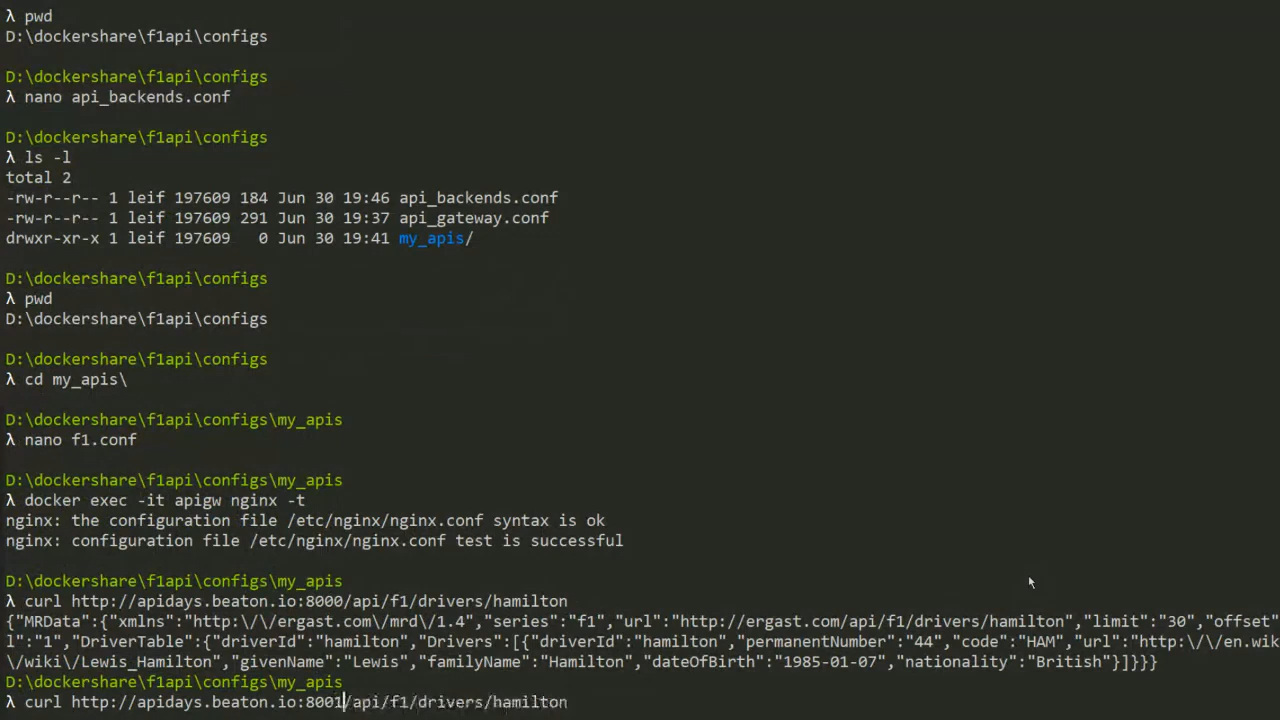 λ pwd
D:\dockershare\f1api\configs
D:\dockershare\f1api\configs
λ nano api_backends.conf
D:\dockershare\f1api\configs
λ ls -l
total 2
-rw-r--r-- 1 leif 197609 184 Jun 30 19:46 api_backends.conf
-rw-r--r-- 1 leif 197609 291 Jun 30 19:37 api_gateway.conf
drwxr-xr-x 1 leif 197609   0 Jun 30 19:41 my_apis/
D:\dockershare\f1api\configs
λ pwd
D:\dockershare\f1api\configs
D:\dockershare\f1api\configs
λ cd my_apis\
D:\dockershare\f1api\configs\my_apis
λ nano f1.conf
D:\dockershare\f1api\configs\my_apis
λ docker exec -it apigw nginx -t
nginx: the configuration file /etc/nginx/nginx.conf syntax is ok
nginx: configuration file /etc/nginx/nginx.conf test is successful
D:\dockershare\f1api\configs\my_apis
λ curl http://apidays.beaton.io:8000/api/f1/drivers/hamilton
{"MRData":{"xmlns":"http:\/\/ergast.com\/mrd\/1.4","series":"f1","url":"http://ergast.com/api/f1/drivers/hamilton","limit":"30","offset"
l":"1","DriverTable":{"driverId":"hamilton","Drivers":[{"driverId":"hamilton","permanentNumber":"44","code":"HAM","url":"http:\/\/en.wik
\/wiki\/Lewis_Hamilton","givenName":"Lewis","familyName":"Hamilton","dateOfBirth":"1985-01-07","nationality":"British"}]}}}
D:\dockershare\f1api\configs\my_apis
λ curl http://apidays.beaton.io:8001/api/f1/drivers/hamilton